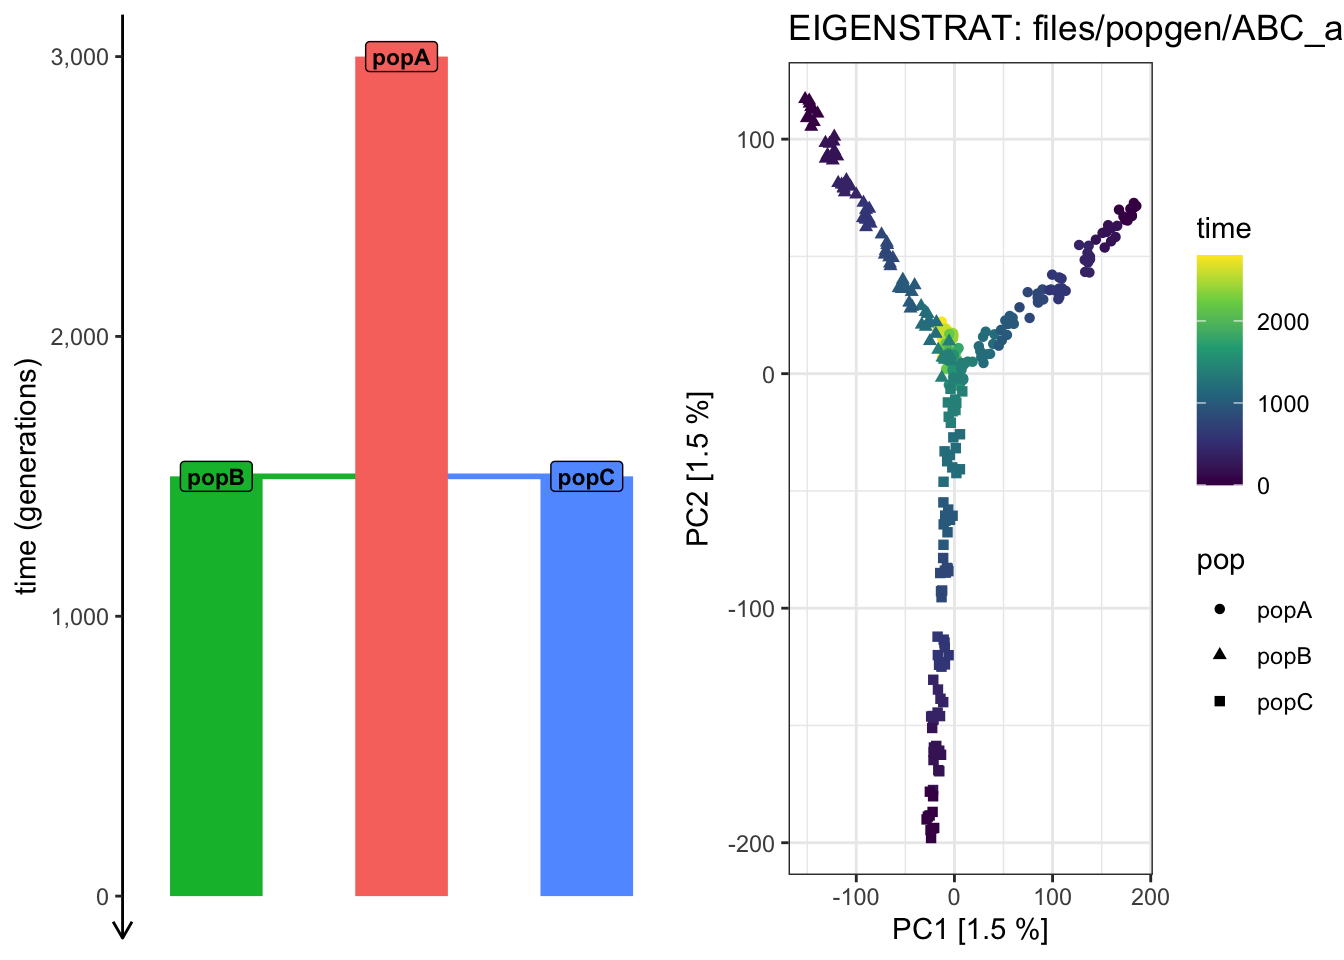 3,000
2,000
1,000
0
time (generations)
popA
popB
popC
EIGENSTRAT: files/popgen/ABC_a
100
0
-100
-200
PC2 [1.5 %]
-100
0
100
200
PC1 [1.5 %]
time
2000
1000
0
pop
popA
popB
popC